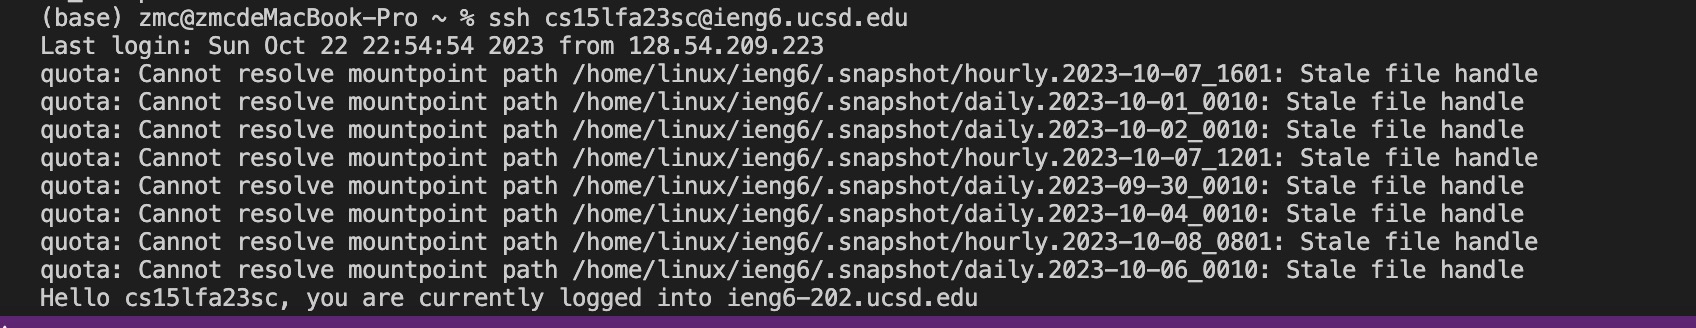 (base) zmc@zmcdeMacBook-Pro ~ % ssh cs15lfa23sc@ieng6.ucsd.edu
Last login: Sun Oct 22 22:54:54 2023 from 128.54.209.223
quota: Cannot resolve mountpoint path /home/linux/ieng6/.snapshot/hourly.2023-10-07_1601: Stale file handle
quota: Cannot resolve mountpoint path /home/linux/ieng6/.snapshot/daily.2023-10-01_0010: Stale file handle
quota: Cannot resolve mountpoint path /home/linux/ieng6/.snapshot/daily.2023-10-02_0010: Stale file handle
quota: Cannot resolve mountpoint path /home/linux/ieng6/.snapshot/hourly.2023-10-07_1201: Stale file handle
quota: Cannot resolve mountpoint path /home/linux/ieng6/.snapshot/daily.2023-09-30_0010: Stale file handle
quota: Cannot resolve mountpoint path /home/linux/ieng6/.snapshot/daily.2023-10-04_0010: Stale file handle
quota: Cannot resolve mountpoint path /home/linux/ieng6/.snapshot/hourly.2023-10-08_0801: Stale file handle
quota: Cannot resolve mountpoint path /home/linux/ieng6/.snapshot/daily.2023-10-06_0010: Stale file handle
Hello cs15lfa23sc, you are currently logged into ieng6-202.ucsd.edu